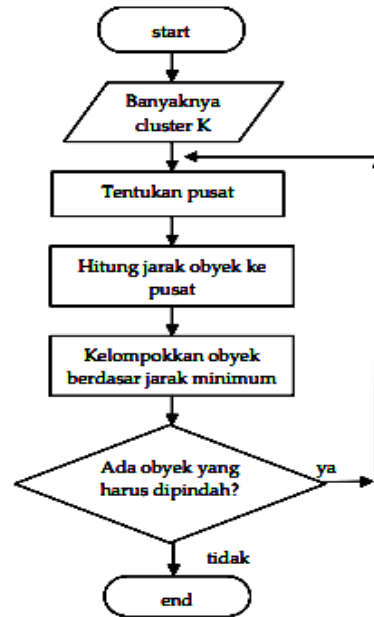 start
Banyaknya
cluster K
Tentukan pusat
Hitung jarak obyek ke
pusat
Kelompokkan obyek
berdasar jarak minimum
Ada obyek yang
harus dipindah?
ya
tidak
end